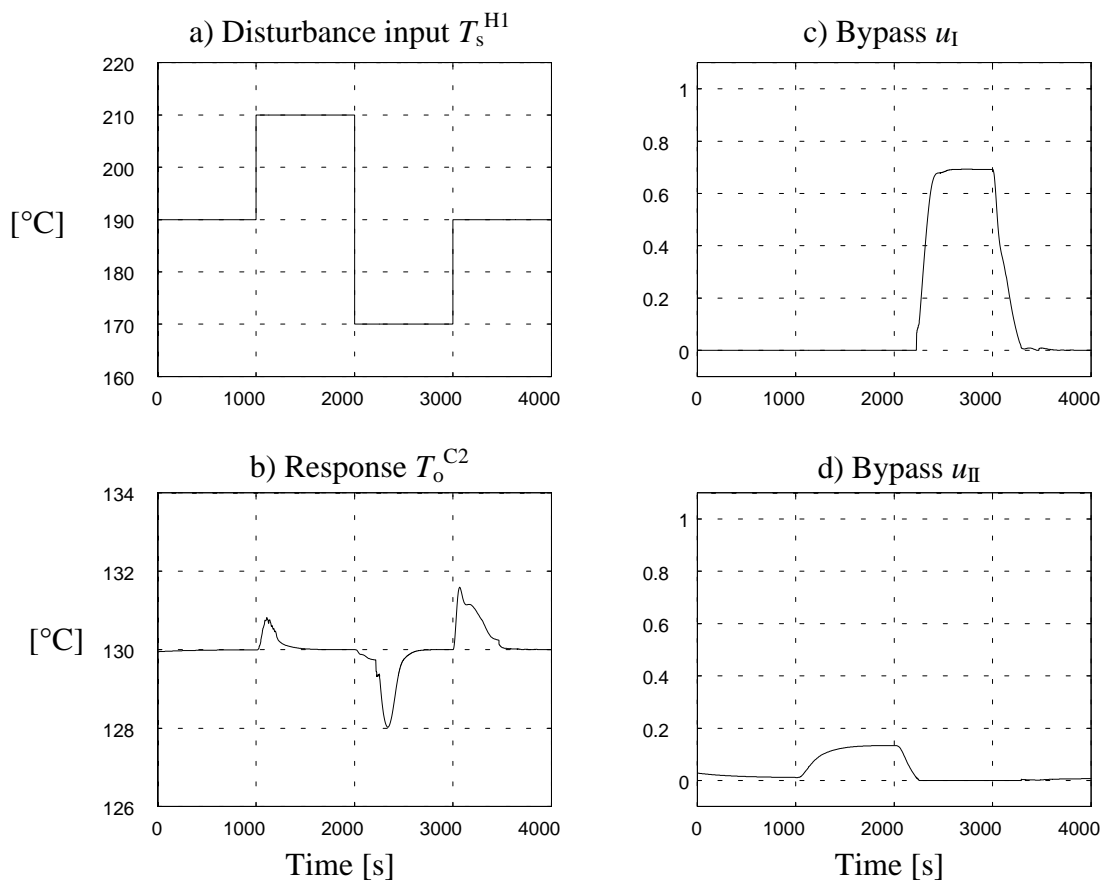 a) Disturbance input T_s^H1
220
210
200
[°C]
190
180
170
160
0 1000 2000 3000 4000
c) Bypass u_I
1
0.8
0.6
0.4
0.2
0
0 1000 2000 3000 4000
b) Response T_o^C2
134
132
[°C]
130
128
126
0 1000 2000 3000 4000
Time [s]
d) Bypass u_II
1
0.8
0.6
0.4
0.2
0
0 1000 2000 3000 4000
Time [s]